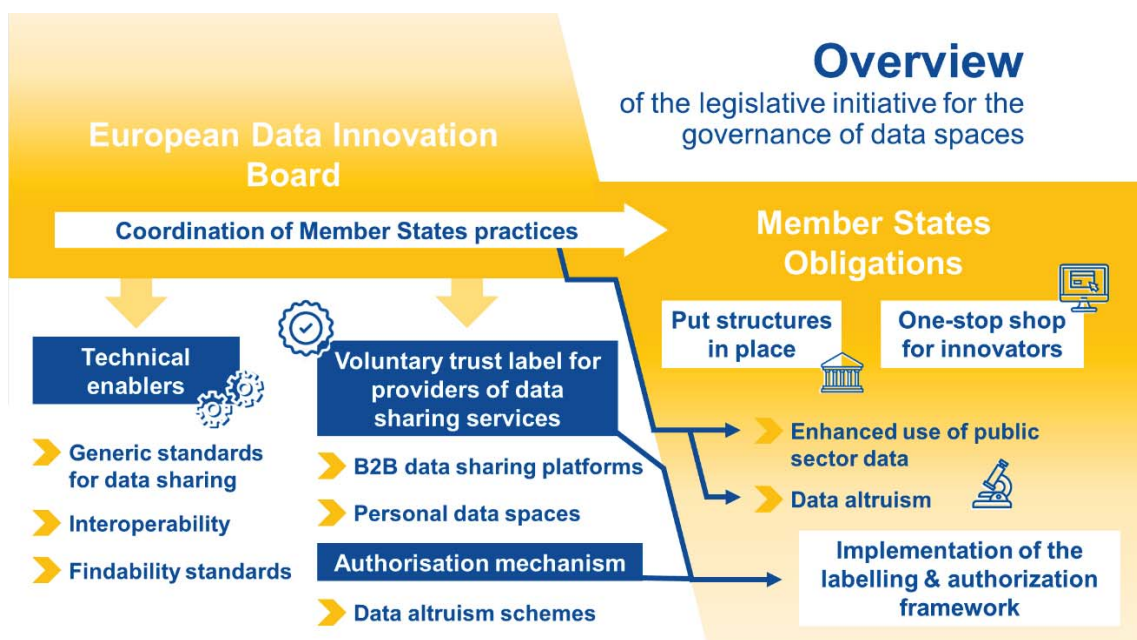 Overview
of the legislative initiative for the
governance of data spaces
European Data Innovation
Board
Coordination of Member States practices
Technical
enablers
Generic standards
for data sharing
Interoperability
Findability standards
Voluntary trust label for
providers of data
sharing services
B2B data sharing platforms
Personal data spaces
Authorisation mechanism
Data altruism schemes
Member States
Obligations
Put structures
in place
One-stop shop
for innovators
Enhanced use of public
sector data
Data altruism
Implementation of the
labelling & authorization
framework